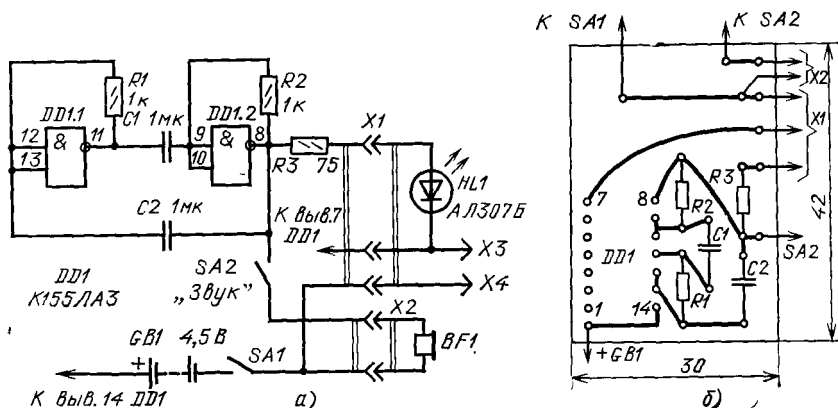 R1
1к
DD1.1
12
13
&
11
C1 1мк
R2
1к
DD1.2
9
10
&
8
R3 75
X1
HL1
АЛ307Б
C2 1мк
К выв.7
DD1
X3
X4
DD1
К155ЛА3
SA2
„Звук"
X2
BF1
GB1 4,5 В
+
SA1
К выв. 14 DD1
а)
К SA1
К SA2
X2
X1
7
8
R3
R2
C1
DD1
SA2
C2
R1
1
14
+GB1
42
30
б)